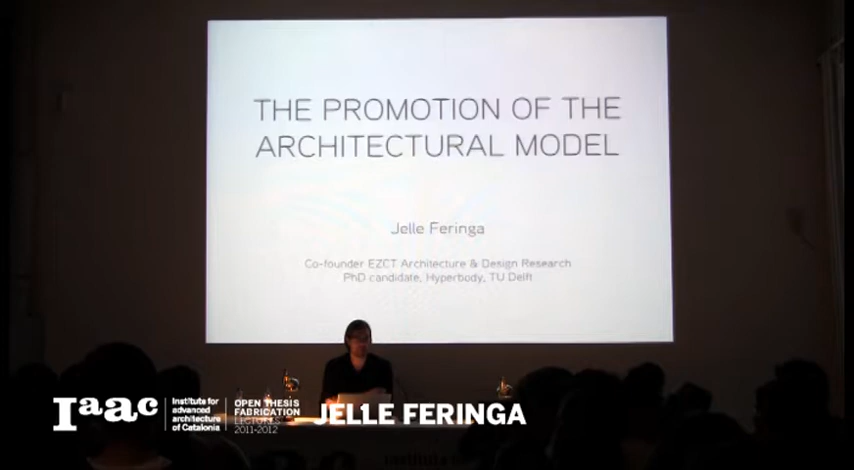 THE PROMOTION OF THE
ARCHITECTURAL MODEL
Jelle Feringa
Co-founder EZCT Architecture & Design Research
PhD candidate, Hyperbody, TU Delft
Iaac
Institute for
advanced
architecture
of Catalonia
OPEN THESIS
FABRICATION
LECTURES
2011-2012
JELLE FERINGA